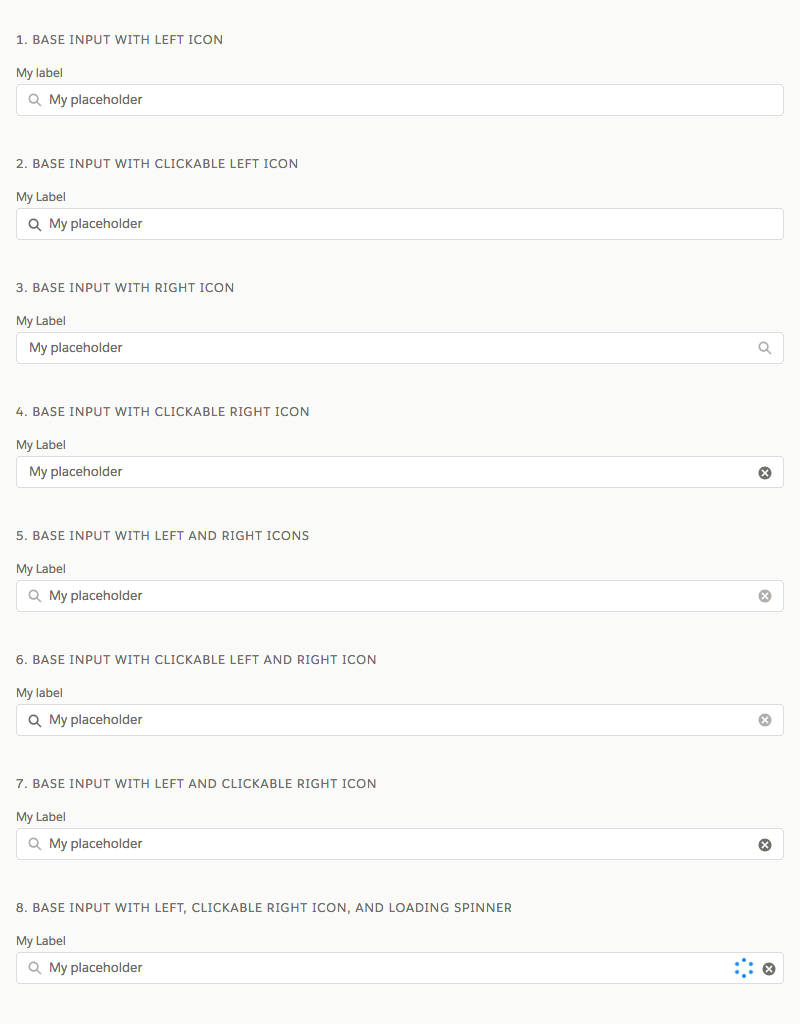 1. BASE INPUT WITH LEFT ICON
My label
My placeholder
2. BASE INPUT WITH CLICKABLE LEFT ICON
My Label
My placeholder
3. BASE INPUT WITH RIGHT ICON
My Label
My placeholder
4. BASE INPUT WITH CLICKABLE RIGHT ICON
My Label
My placeholder
5. BASE INPUT WITH LEFT AND RIGHT ICONS
My Label
My placeholder
6. BASE INPUT WITH CLICKABLE LEFT AND RIGHT ICON
My label
My placeholder
7. BASE INPUT WITH LEFT AND CLICKABLE RIGHT ICON
My Label
My placeholder
8. BASE INPUT WITH LEFT, CLICKABLE RIGHT ICON, AND LOADING SPINNER
My Label
My placeholder